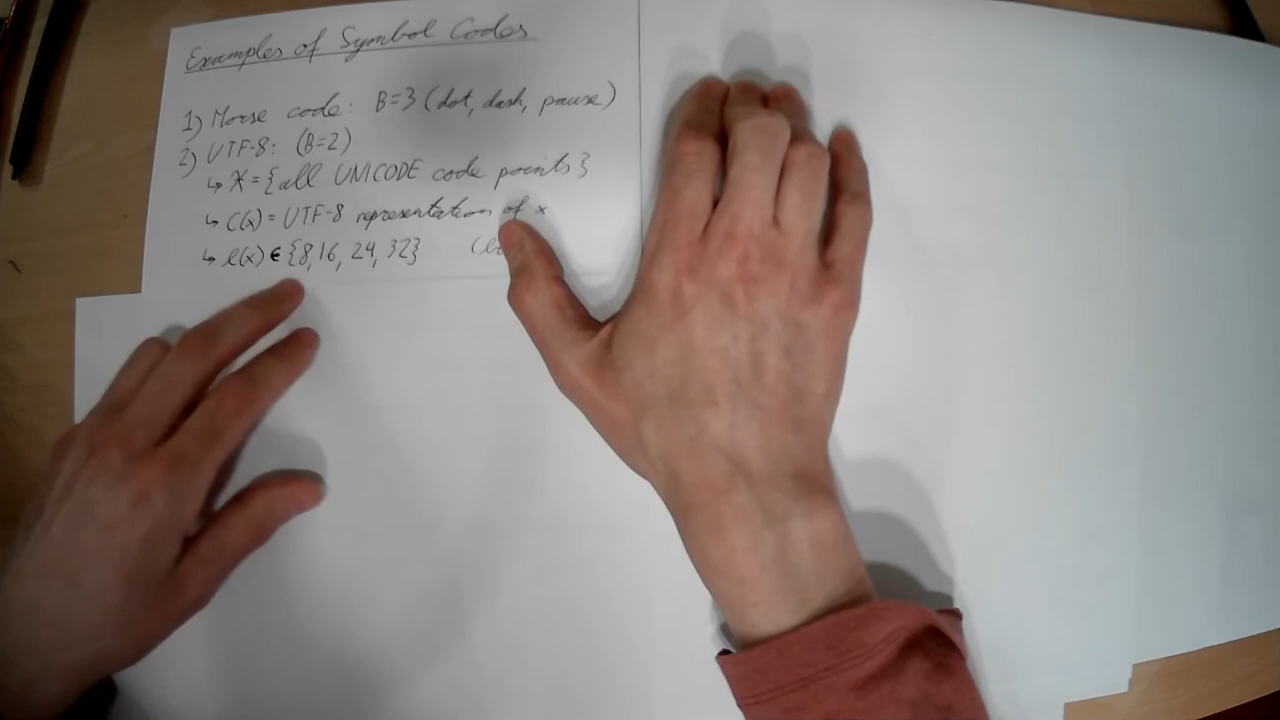 Examples of Symbol Codes
1) Morse code: B=3 (dot, dash, pause)
2) UTF-8: (B=2)
↳ X={all UNICODE code points}
↳ C(x) = UTF-8 representation of x
↳ l(x) ∈ {8, 16, 24, 32}